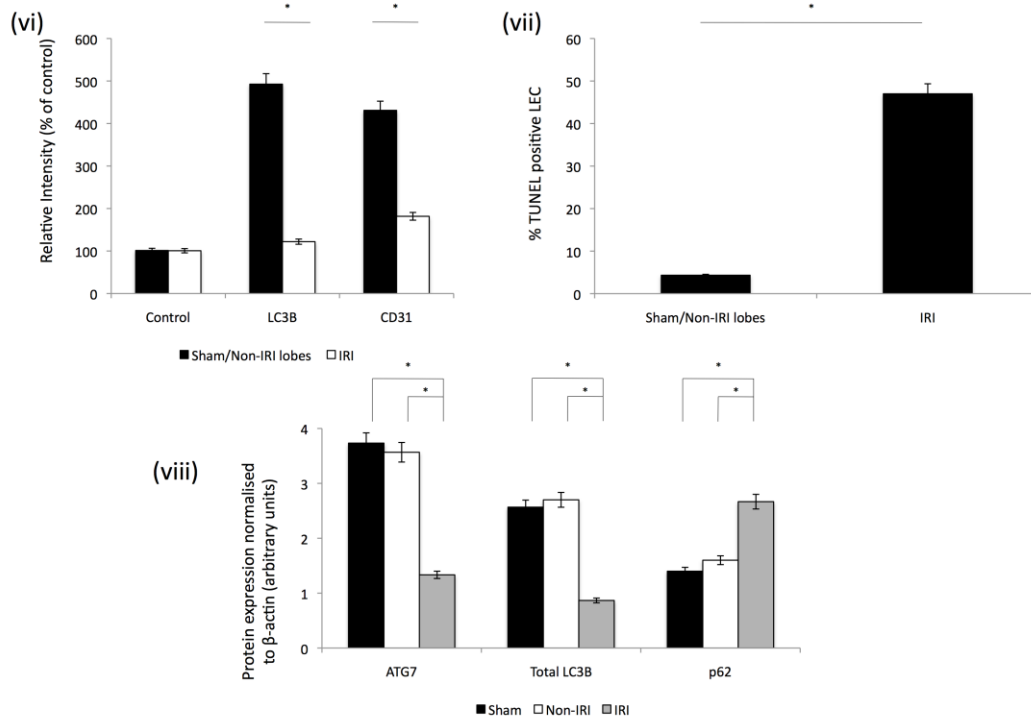 (vi)
Relative Intensity (% of control)
600
500
400
300
200
100
0
*
*
Control
LC3B
CD31
Sham/Non-IRI lobes
IRI
(vii)
% TUNEL positive LEC
60
50
40
30
20
10
0
*
Sham/Non-IRI lobes
IRI
(viii)
Protein expression normalised
to β-actin (arbitrary units)
4
3
2
1
0
*
*
*
*
*
*
ATG7
Total LC3B
p62
Sham
Non-IRI
IRI